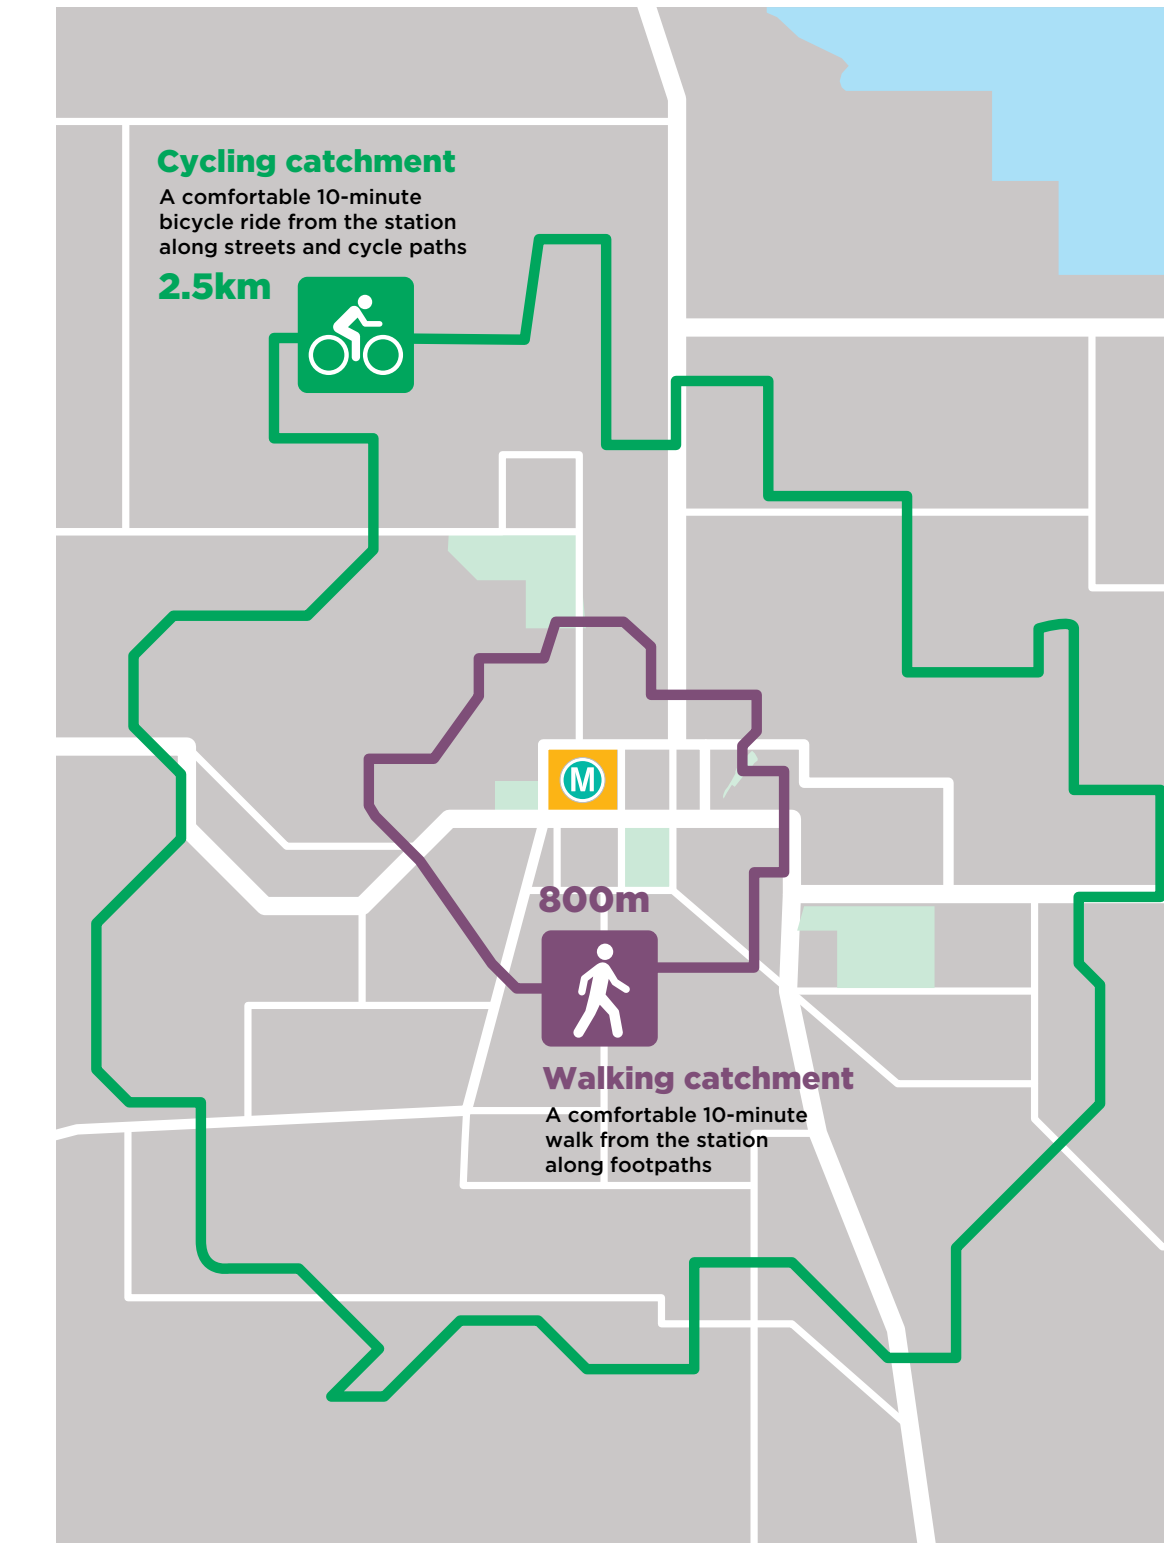 Cycling catchment
A comfortable 10-minute
bicycle ride from the station
along streets and cycle paths
2.5km
M
800m
Walking catchment
A comfortable 10-minute
walk from the station
along footpaths